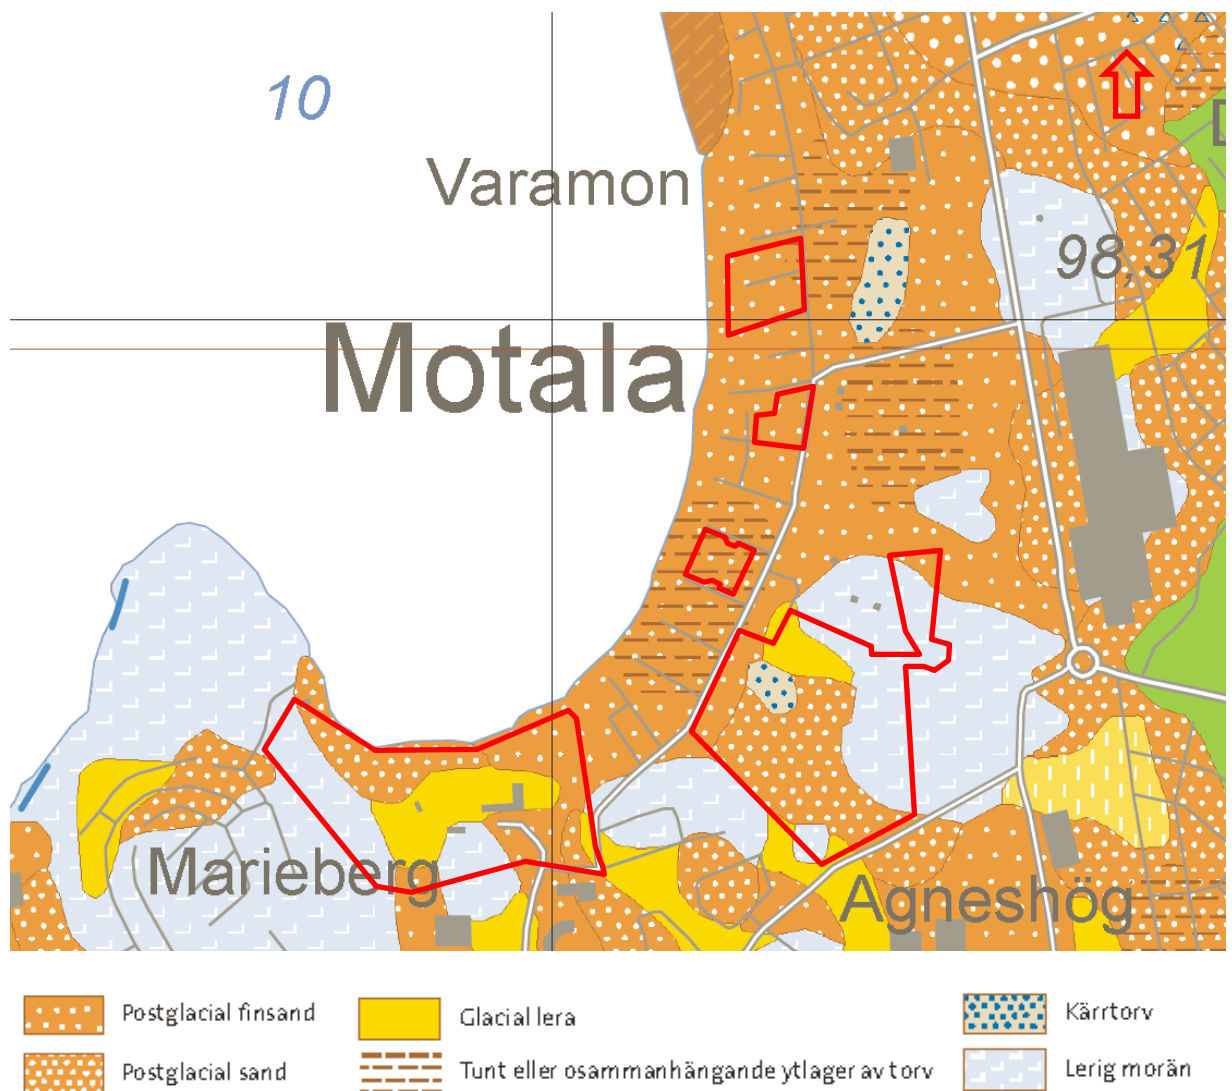 10
Varamon
D
98,31
Motala
Marieberg
Agneshög
Postglacial finsand
Glacial lera
Kärrtorv
Postglacial sand
Tunt eller osammanhängande ytlager av torv
Lerig morän